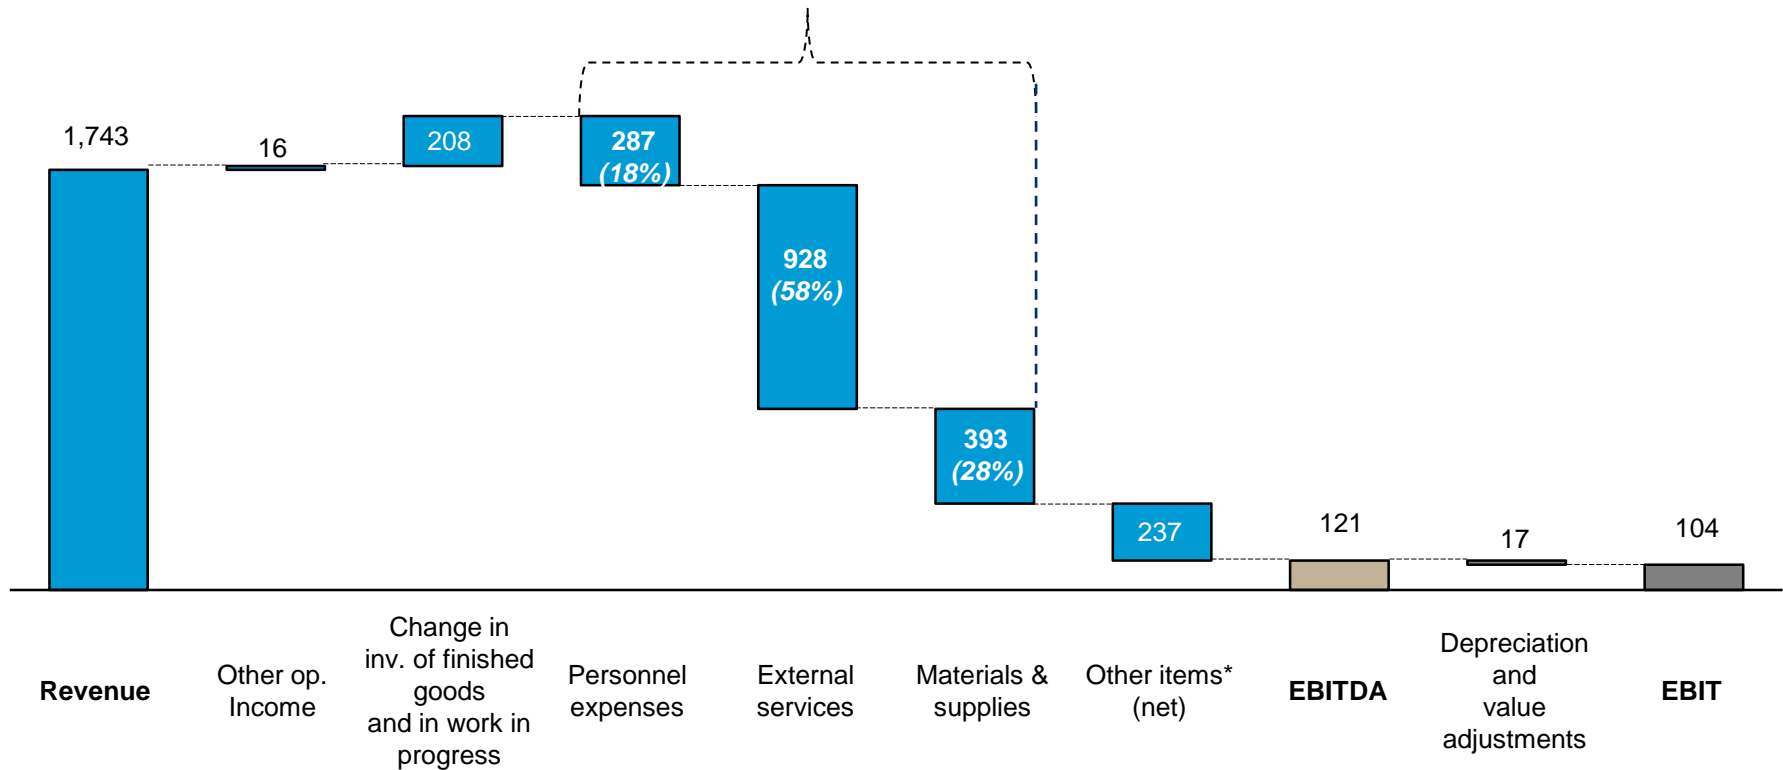 1,743
16
208
287
(18%)
928
(58%)
393
(28%)
237
121
17
104
Revenue
Other op.
Income
Change in
inv. of finished
goods
and in work in
progress
Personnel
expenses
External
services
Materials &
supplies
Other items*
(net)
EBITDA
Depreciation
and
value
adjustments
EBIT